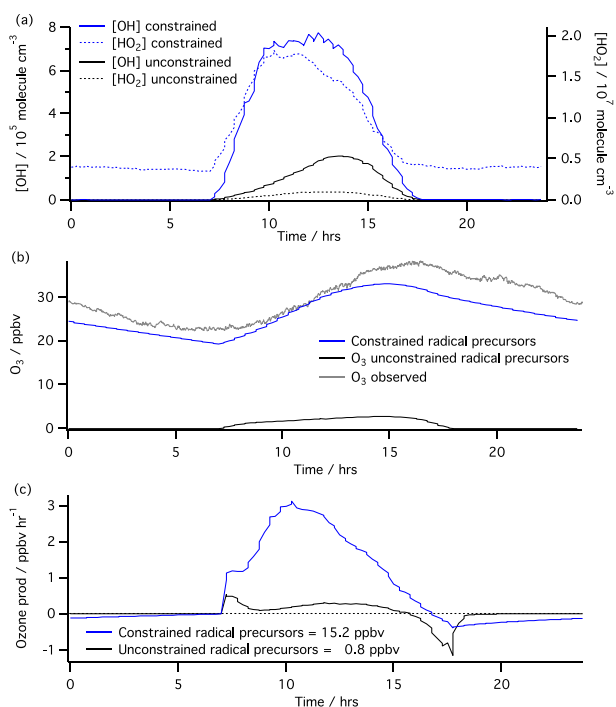 (a)
[OH] constrained
[HO2] constrained
[OH] unconstrained
[HO2] unconstrained
8
6
4
2
0
[OH] / 10^5 molecule cm^-3
2.0
1.5
1.0
0.5
0.0
[HO2] / 10^7 molecule cm^-3
0 5 10 15 20
Time / hrs
(b)
30
20
10
0
O3 / ppbv
Constrained radical precursors
O3 unconstrained radical precursors
O3 observed
0 5 10 15 20
Time / hrs
(c)
3
2
1
0
-1
Ozone prod / ppbv hr^-1
Constrained radical precursors = 15.2 ppbv
Unconstrained radical precursors = 0.8 ppbv
0 5 10 15 20
Time / hrs